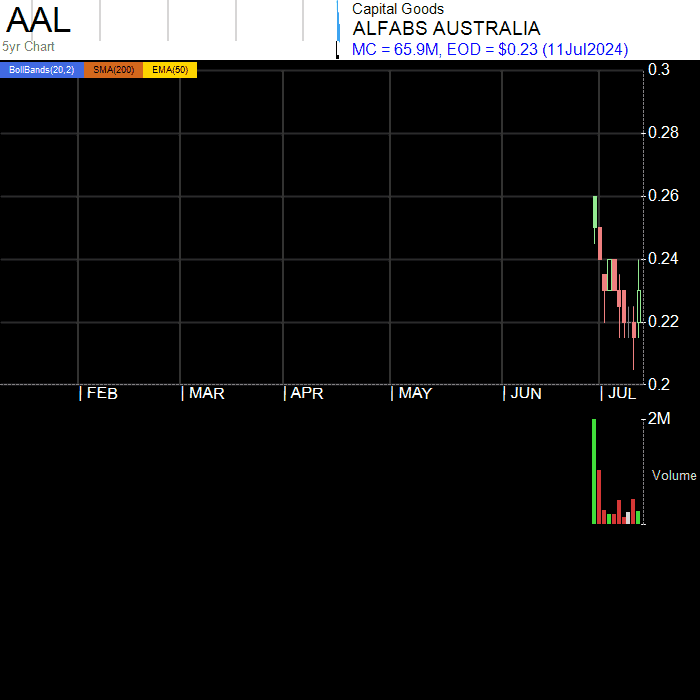 AAL
5yr Chart
Capital Goods
ALFABS AUSTRALIA
MC = 65.9M, EOD = $0.23 (11Jul2024)
BollBands(20,2) SMA(200) EMA(50)
0.3
0.28
0.26
0.24
0.22
0.2
FEB MAR APR MAY JUN JUL
2M
Volume